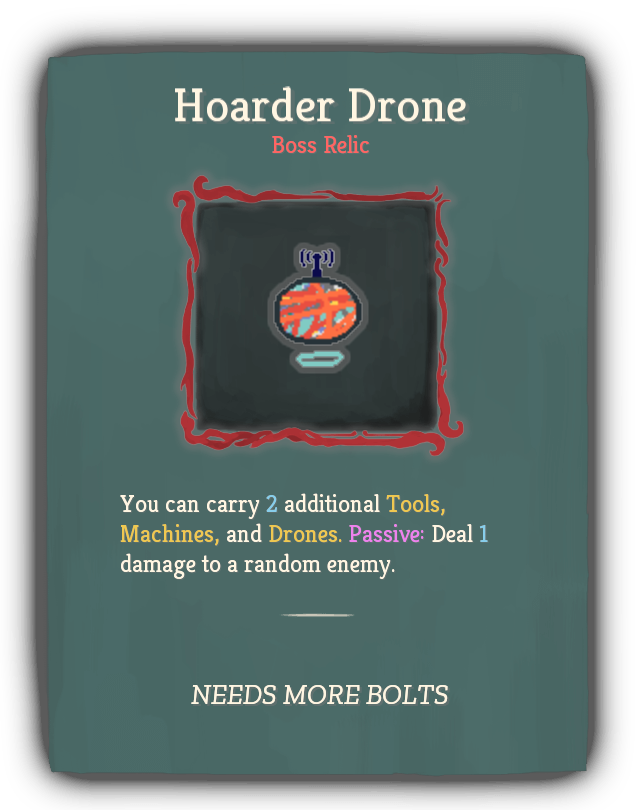 Hoarder Drone
Boss Relic
You can carry 2 additional Tools,
Machines, and Drones. Passive: Deal 1
damage to a random enemy.
NEEDS MORE BOLTS